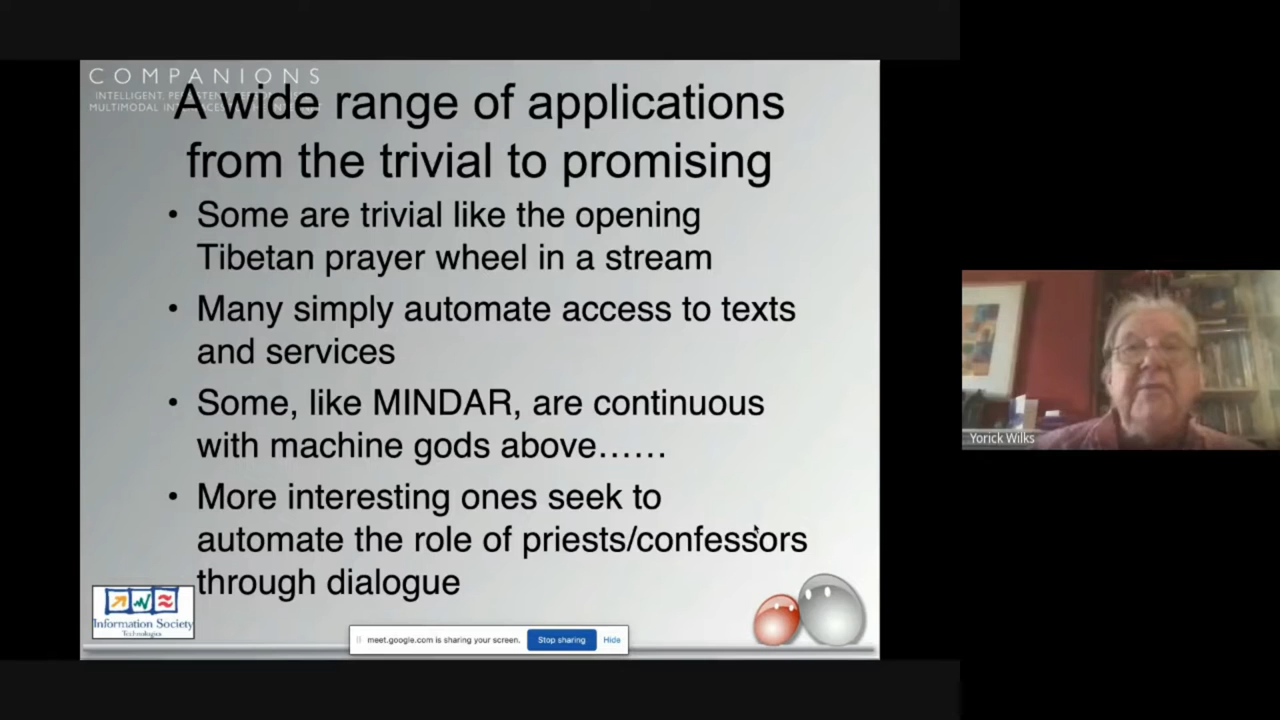 COMPANIONS
INTELLIGENT,
MULTIMODAL
A wide range of applications
from the trivial to promising
• Some are trivial like the opening
Tibetan prayer wheel in a stream
• Many simply automate access to texts
and services
• Some, like MINDAR, are continuous
with machine gods above……
• More interesting ones seek to
automate the role of priests/confessors
through dialogue
Information Society
Technologies
meet.google.com is sharing your screen.
Stop sharing
Hide
Yorick Wilks